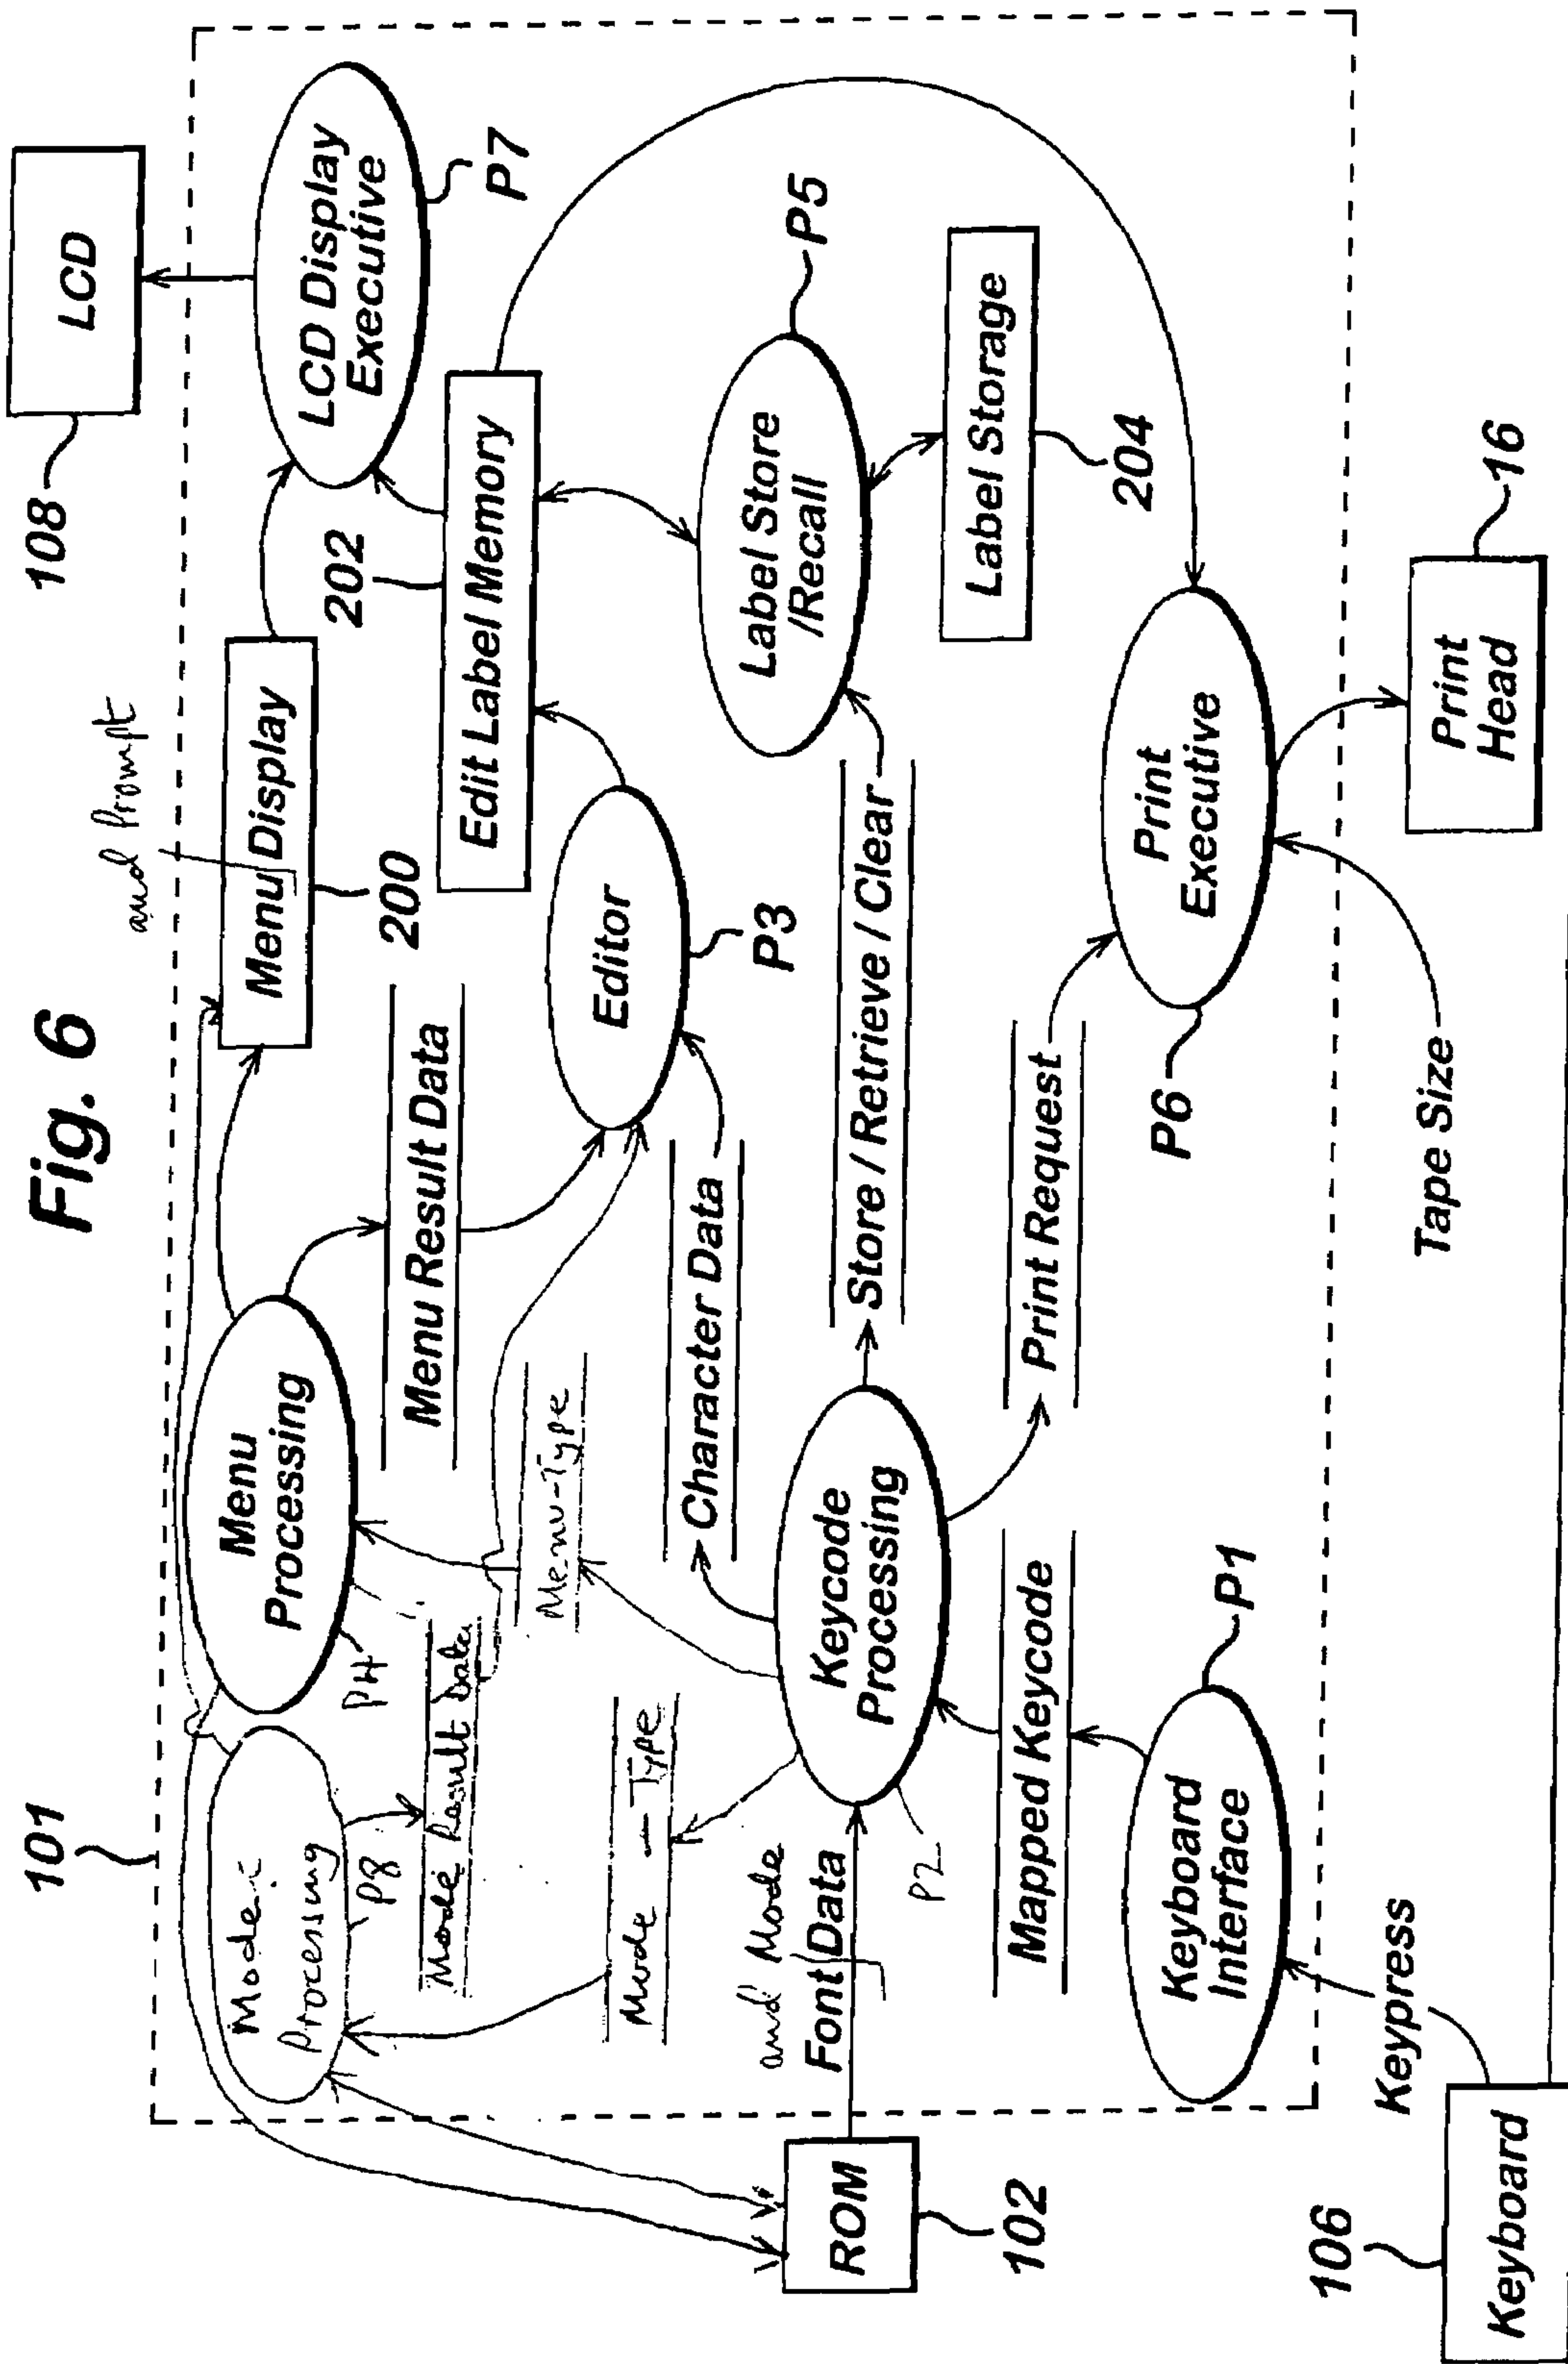 Fig. 6
101
108
LCD
LCD Display
Executive
P7
and Prompt
Menu Display
200
202
Edit Label Memory
Menu
Processing
P4
Menu Result Data
Mode
Processing
P8
Mode Result Data
Menu-Type
Mode - Type
Editor
P3
Character Data
Label Store
/Recall
P5
Label Storage
204
Store / Retrieve / Clear
Keycode
Processing
P2
and Mode
Font Data
ROM
102
Print Request
Print
Executive
P6
Mapped Keycode
Keyboard
Interface
P1
Print
Head
16
Tape Size
Keypress
Keyboard
106